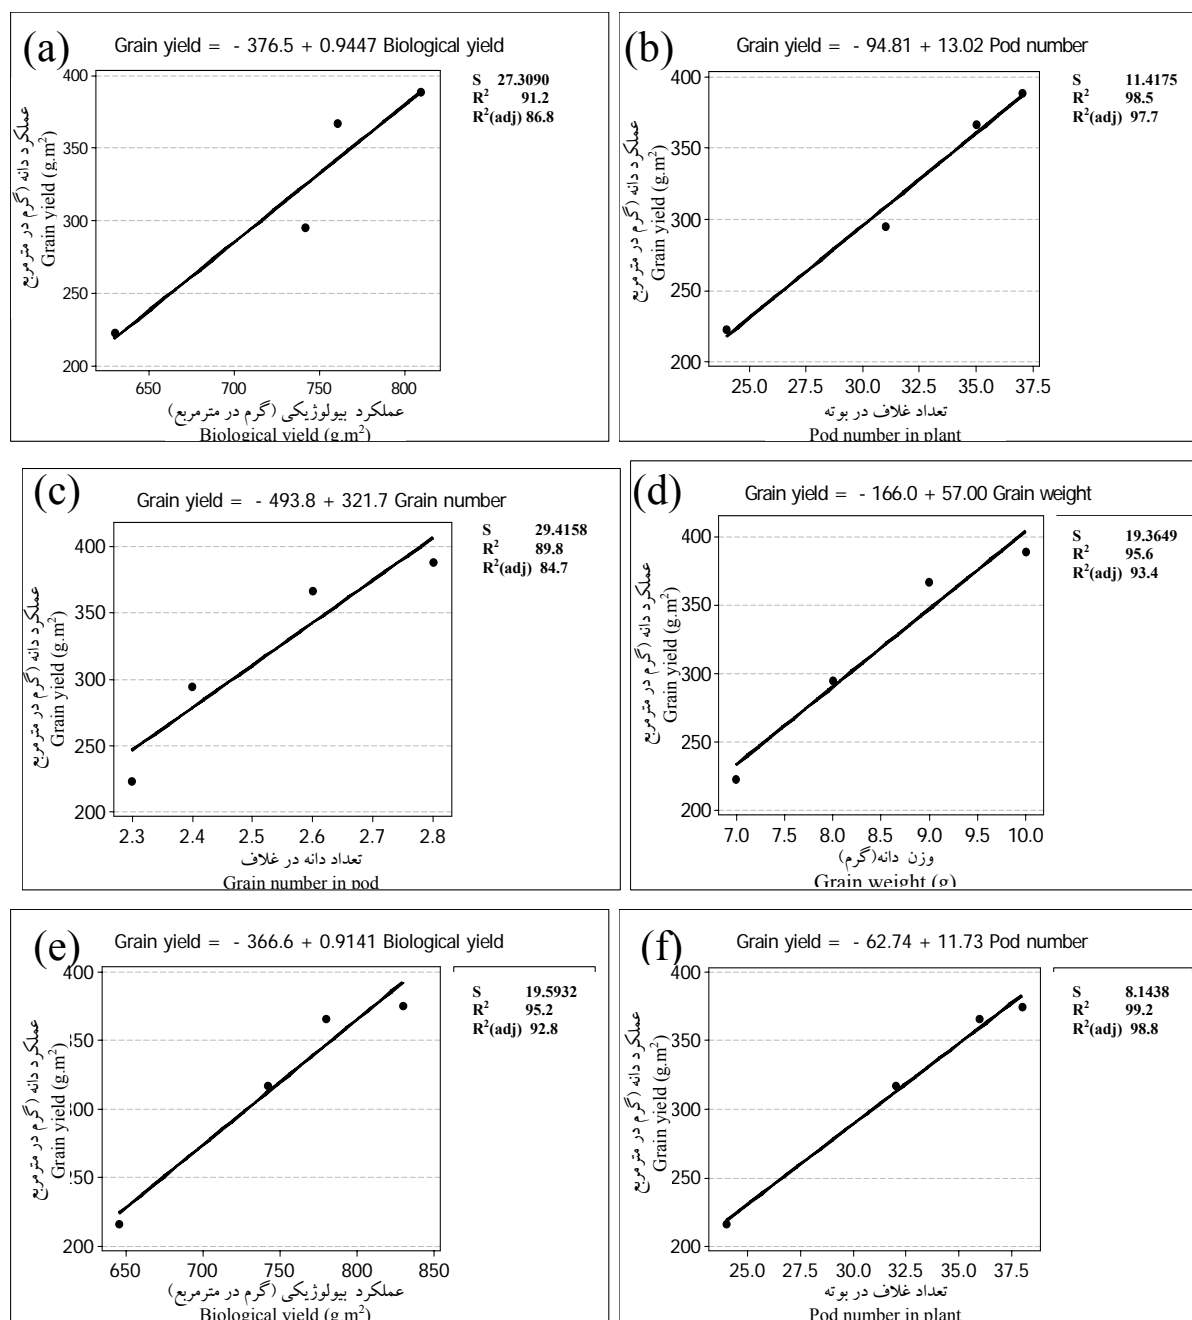 (a)
Grain yield = - 376.5 + 0.9447 Biological yield
S 27.3090
R² 91.2
R²(adj) 86.8
عملکرد دانه (گرم در مترمربع
Grain yield (g.m²)
400
350
300
250
200
650 700 750 800
عملکرد بیولوژیکی (گرم در مترمربع)
Biological yield (g.m²)
(b)
Grain yield = - 94.81 + 13.02 Pod number
S 11.4175
R² 98.5
R²(adj) 97.7
عملکرد دانه (گرم در مترمربع
Grain yield (g.m²)
400
350
300
250
200
25.0 27.5 30.0 32.5 35.0 37.5
تعداد غلاف در بوته
Pod number in plant
(c)
Grain yield = - 493.8 + 321.7 Grain number
S 29.4158
R² 89.8
R²(adj) 84.7
عملکرد دانه (گرم در مترمربع
Grain yield (g.m²)
400
350
300
250
200
2.3 2.4 2.5 2.6 2.7 2.8
تعداد دانه در غلاف
Grain number in pod
(d)
Grain yield = - 166.0 + 57.00 Grain weight
S 19.3649
R² 95.6
R²(adj) 93.4
عملکرد دانه (گرم در مترمربع
Grain yield (g.m²)
400
350
300
250
200
7.0 7.5 8.0 8.5 9.0 9.5 10.0
وزن دانه(گرم)
Grain weight (g)
(e)
Grain yield = - 366.6 + 0.9141 Biological yield
S 19.5932
R² 95.2
R²(adj) 92.8
عملکرد دانه (گرم در مترمربع
Grain yield (g.m²)
400
350
300
250
200
650 700 750 800 850
عملکرد بیولوژیکی (گرم در مترمربع)
Biological yield (g m²)
(f)
Grain yield = - 62.74 + 11.73 Pod number
S 8.1438
R² 99.2
R²(adj) 98.8
عملکرد دانه (گرم در مترمربع
Grain yield (g.m²)
400
350
300
250
200
25.0 27.5 30.0 32.5 35.0 37.5
تعداد غلاف در بوته
Pod number in plant